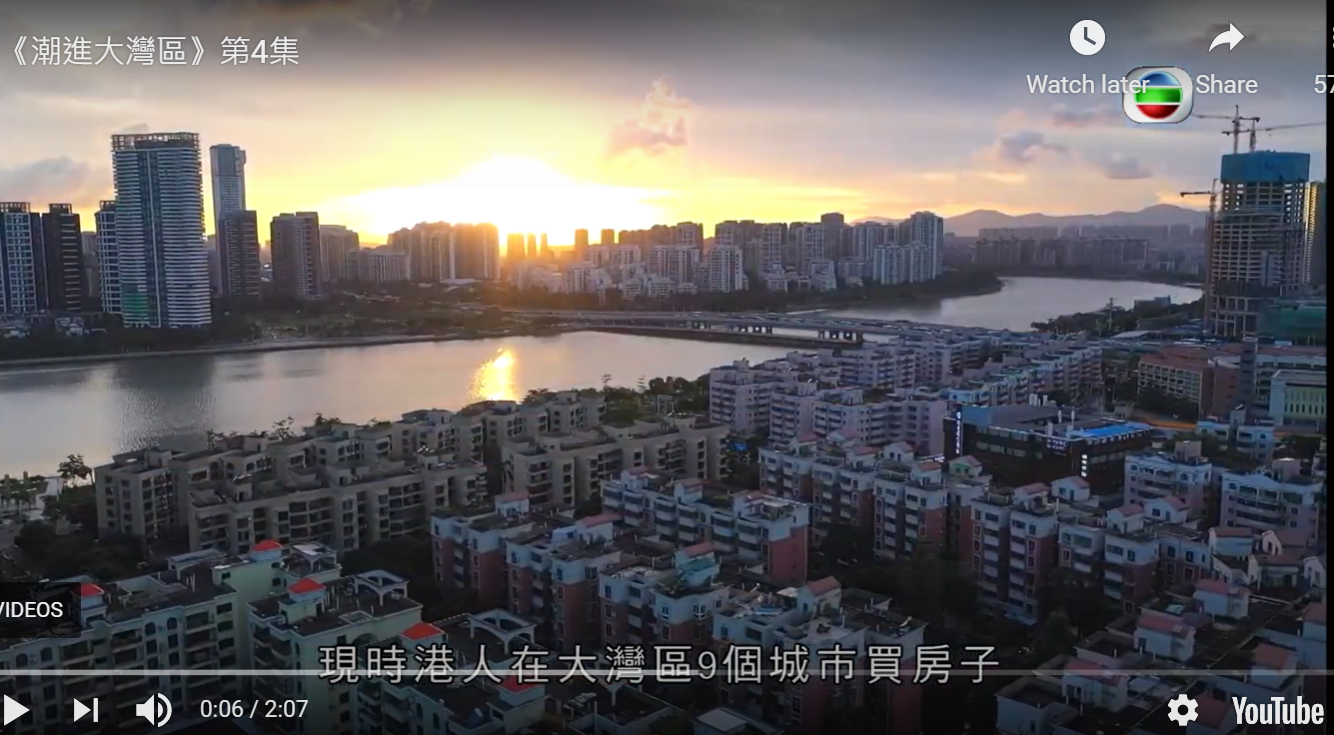 《潮進大灣區》第4集
Watch later
Share
57
VIDEOS
現時港人在大灣區9個城市買房子
0:06 / 2:07
YouTube